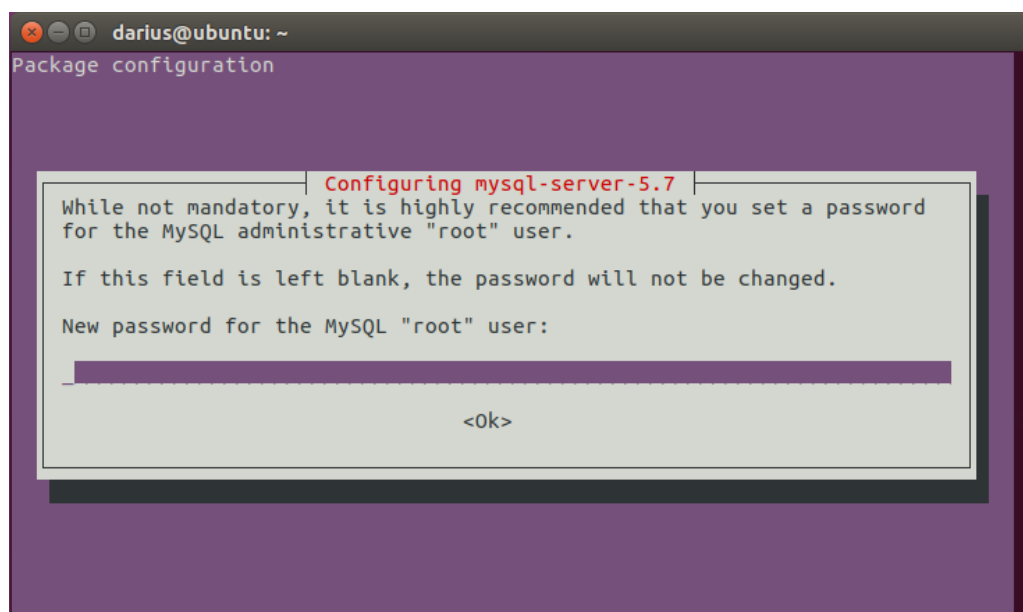 darius@ubuntu: ~
Package configuration
Configuring mysql-server-5.7
While not mandatory, it is highly recommended that you set a password
for the MySQL administrative "root" user.
If this field is left blank, the password will not be changed.
New password for the MySQL "root" user:
<Ok>